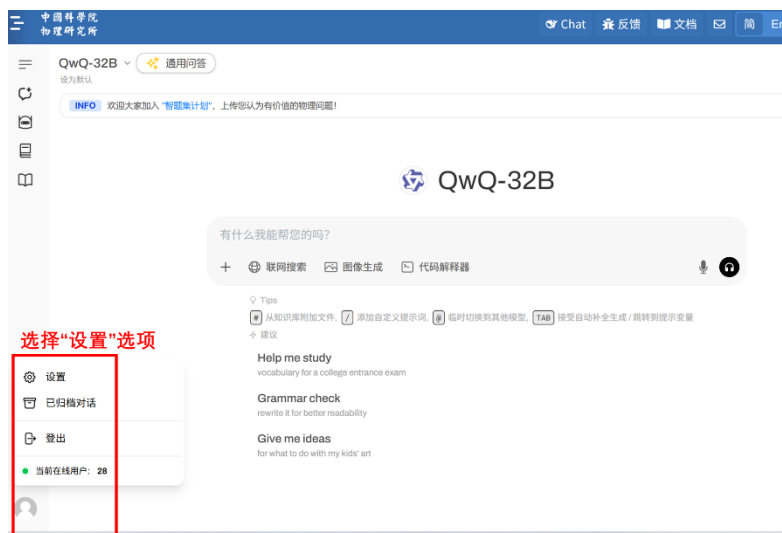 中國科学院
物理研究所
Chat 反馈 文档 简 En
QwQ-32B 通用问答
设为默认
INFO 欢迎大家加入 “智题集计划”，上传您认为有价值的物理问题！
QwQ-32B
有什么我能帮您的吗?
联网搜索 图像生成 代码解释器
Tips
# 从知识库附加文件, / 添加自定义提示词, @ 临时切换到其他模型, TAB 接受自动补全生成 / 跳转到提示变量
建议
选择“设置”选项
Help me study
vocabulary for a college entrance exam
设置
已归档对话
Grammar check
rewrite it for better readability
登出
Give me ideas
for what to do with my kids' art
当前在线用户: 28